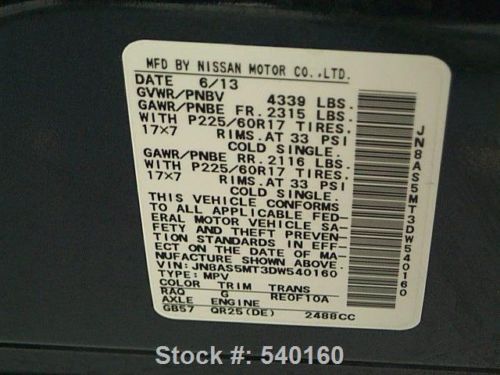 MFD BY NISSAN MOTOR CO.,LTD.
DATE 6/13
GVWR/PNBV 4339 LBS.
GAWR/PNBE FR. 2315 LBS.
WITH P225/60R17 TIRES.
17×7 RIMS. AT 33 PSI
COLD SINGLE.
GAWR/PNBE RR. 2116 LBS.
WITH P225/60R17 TIRES.
17×7 RIMS. AT 33 PSI
COLD SINGLE.
THIS VEHICLE CONFORMS
TO ALL APPLICABLE FED-
ERAL MOTOR VEHICLE SA-
FETY AND THEFT PREVEN-
TION STANDARDS IN EFF-
ECT ON THE DATE OF MA-
NUFACTURE SHOWN ABOVE.
VIN: JN8AS5MT3DW540160
TYPE: MPV
COLOR TRIM TRANS
RAQ G RE0F10A
AXLE ENGINE
GB57 QR25(DE) 2488CC
JN8AS5MT3DW540160
Stock #: 540160